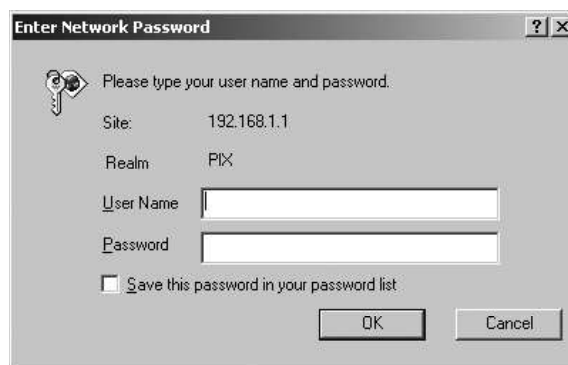 Enter Network Password
? X
Please type your user name and password.
Site: 192.168.1.1
Realm PIX
User Name
Password
Save this password in your password list
OK Cancel